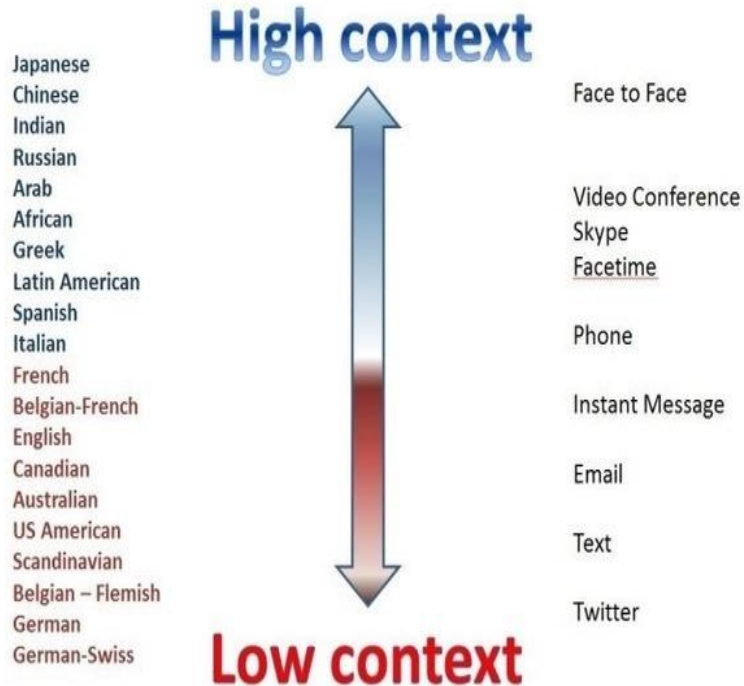 High context
Japanese
Chinese
Indian
Russian
Arab
African
Greek
Latin American
Spanish
Italian
French
Belgian-French
English
Canadian
Australian
US American
Scandinavian
Belgian – Flemish
German
German-Swiss
Face to Face
Video Conference
Skype
Facetime
Phone
Instant Message
Email
Text
Twitter
Low context